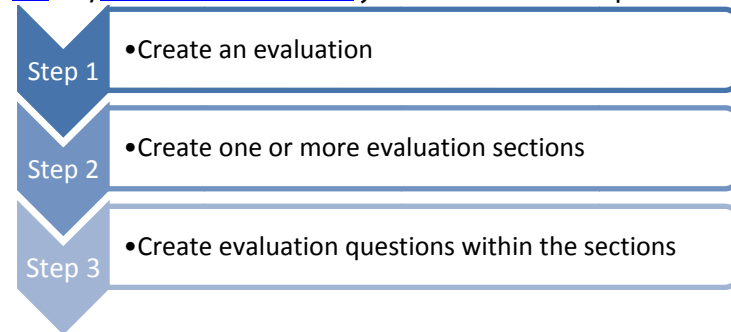 Step 1
•Create an evaluation
Step 2
•Create one or more evaluation sections
Step 3
•Create evaluation questions within the sections